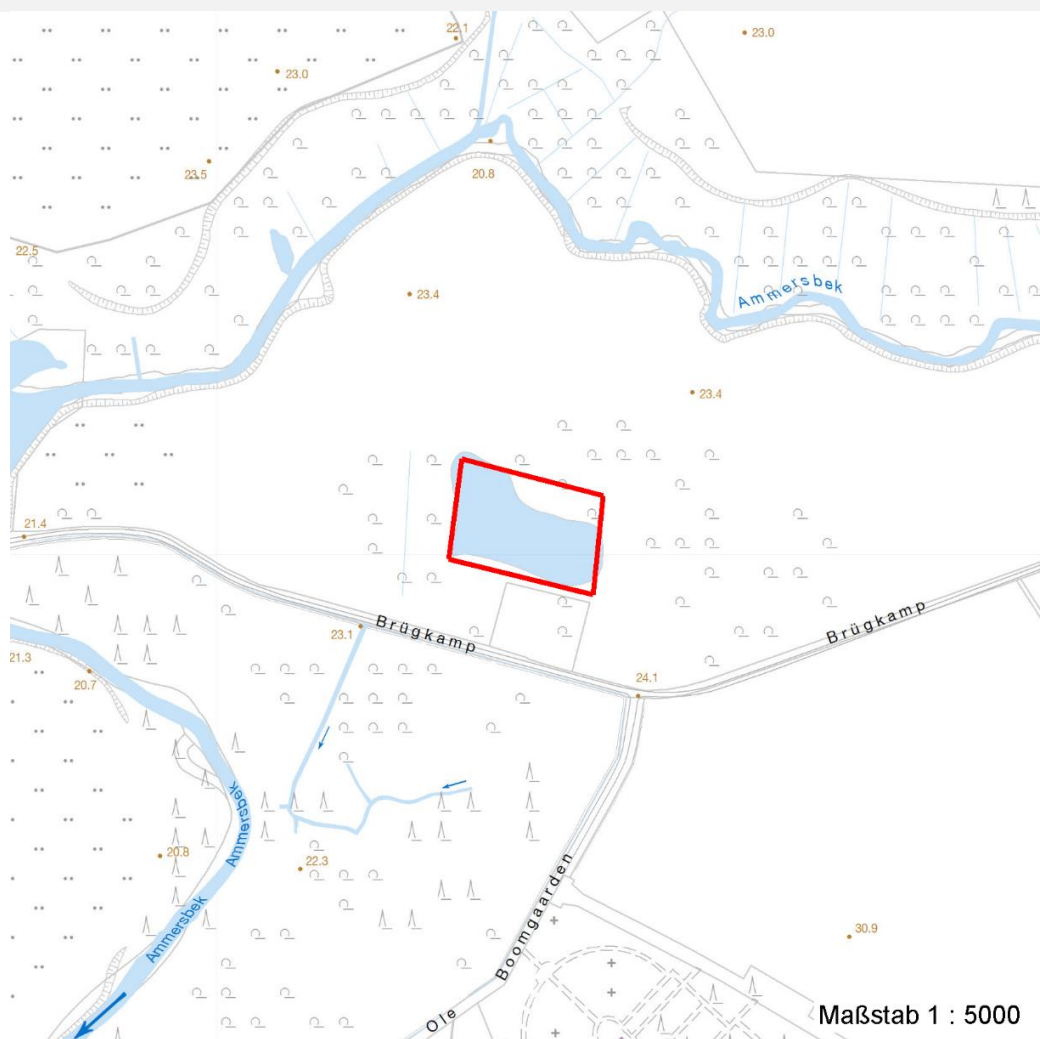 22.1
23.0
23.0
23.5
20.8
22.5
23.4
Ammersbek
23.4
21.4
Brügkamp
23.1
Brügkamp
21.3
20.7
24.1
Ammersbek
20.8
22.3
Ammersbek
30.9
Ole Boomgaarden
Maßstab 1 : 5000